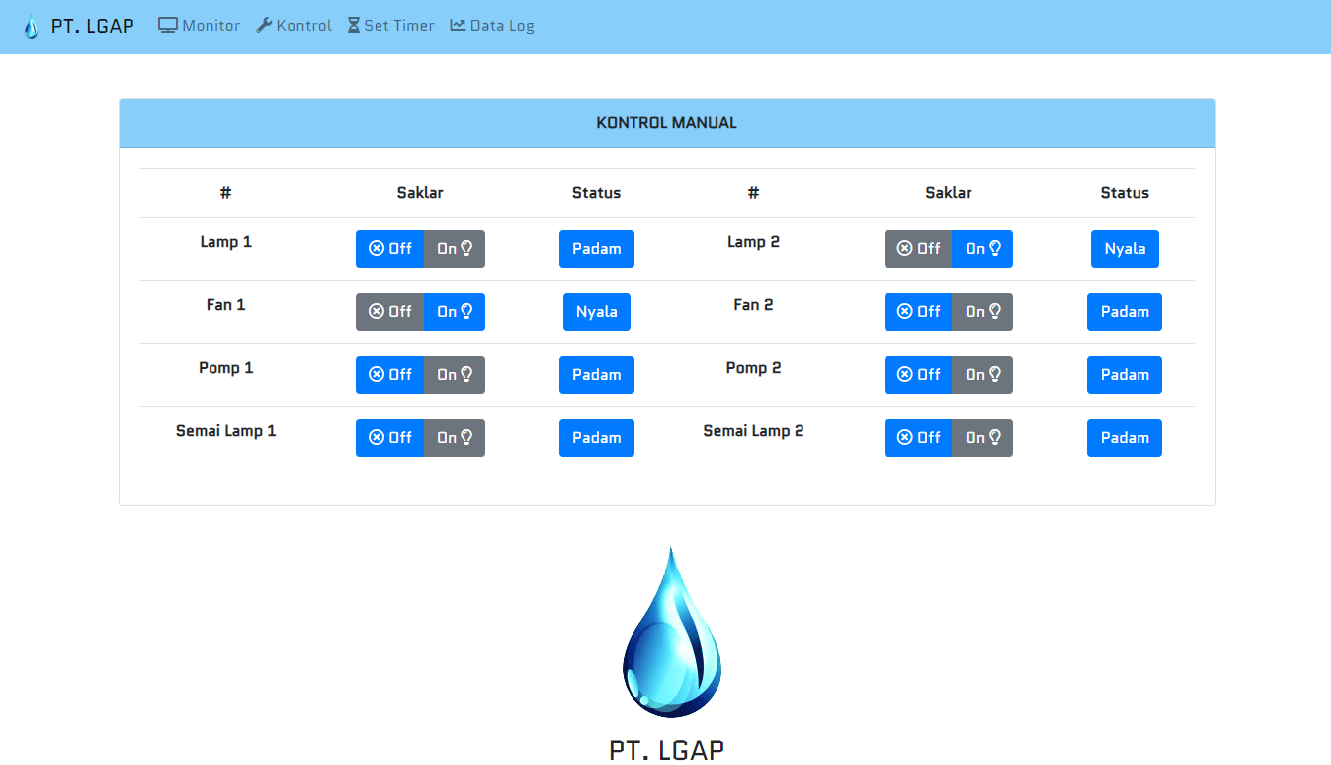 PT. LGAP Monitor Kontrol Set Timer Data Log
KONTROL MANUAL
# Saklar Status # Saklar Status
Lamp 1 Off On Padam Lamp 2 Off On Nyala
Fan 1 Off On Nyala Fan 2 Off On Padam
Pomp 1 Off On Padam Pomp 2 Off On Padam
Semai Lamp 1 Off On Padam Semai Lamp 2 Off On Padam
PT. LGAP